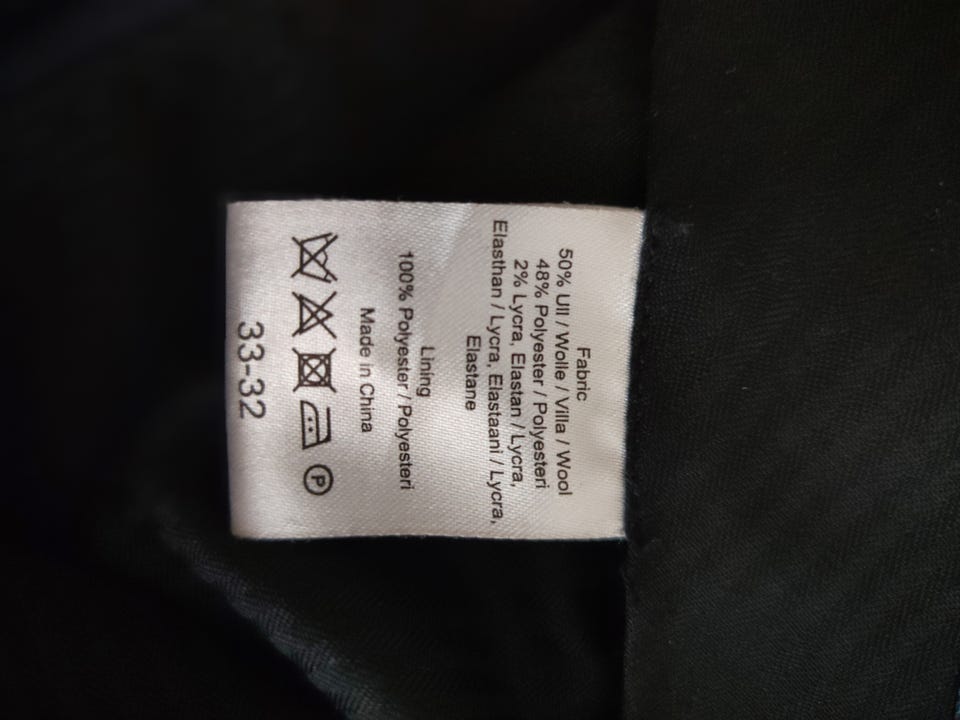 Fabric
50% Ull / Wolle / Villa / Wool
48% Polyester / Polyesteri
2% Lycra, Elastan / Lycra,
Elasthan / Lycra, Elastaani / Lycra,
Elastane
Lining
100% Polyester / Polyesteri
Made in China
P
33-32